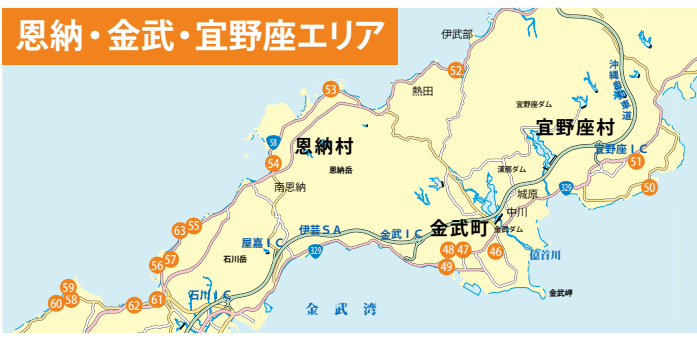 恩納・金武・宜野座エリア
伊武部
52
熱田
沖縄自動車道
53
宜野座ダム
宜野座村
58
恩納村
宜野座IC
51
54
恩納岳
漢那ダム
南恩納
329
50
城原
中川
63
55
金武町
金武ダム
伊芸SA
金武IC
屋嘉IC
329
48
47
46
億首川
56
57
石川岳
49
59
60
58
石川IC
61
62
金武岬
金武湾